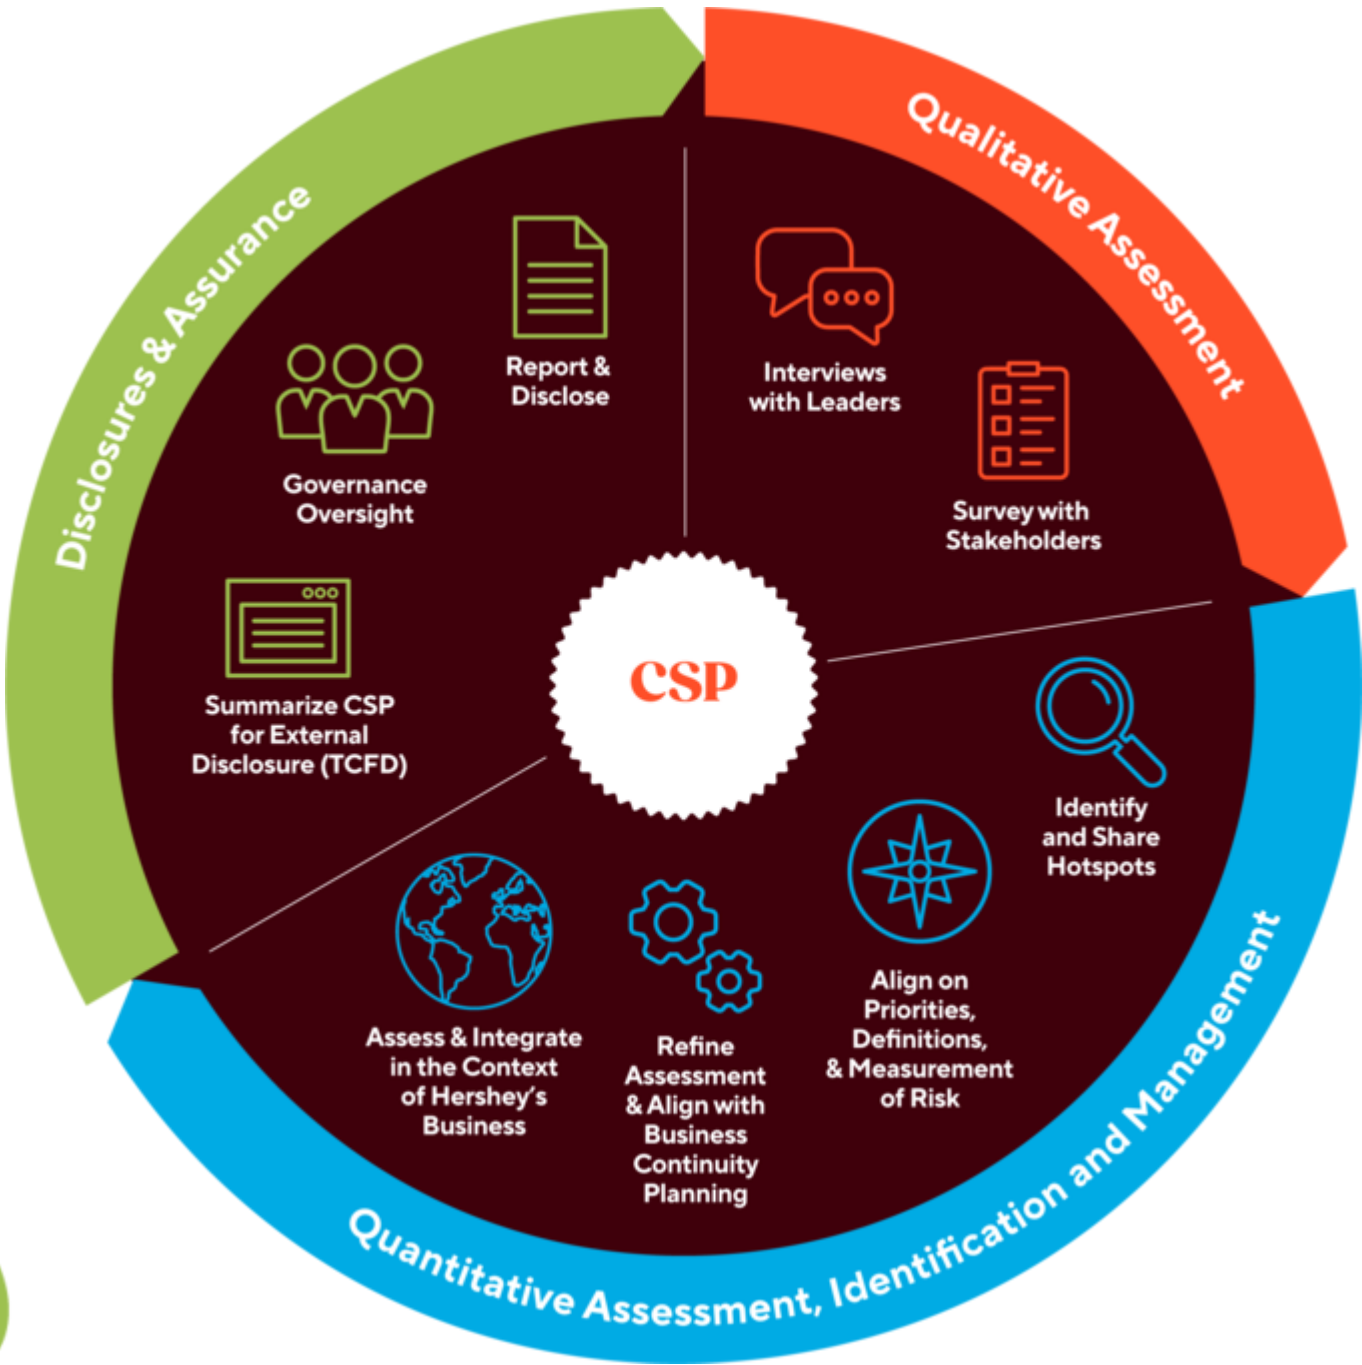 Disclosures & Assurance
Qualitative Assessment
Report &
Disclose
Interviews
with Leaders
Governance
Oversight
Survey with
Stakeholders
CSP
Summarize CSP
for External
Disclosure (TCFD)
Identify
and Share
Hotspots
Align on
Priorities,
Definitions,
& Measurement
of Risk
Refine
Assessment
& Align with
Business
Continuity
Planning
Assess & Integrate
in the Context
of Hershey's
Business
Quantitative Assessment, Identification and Management